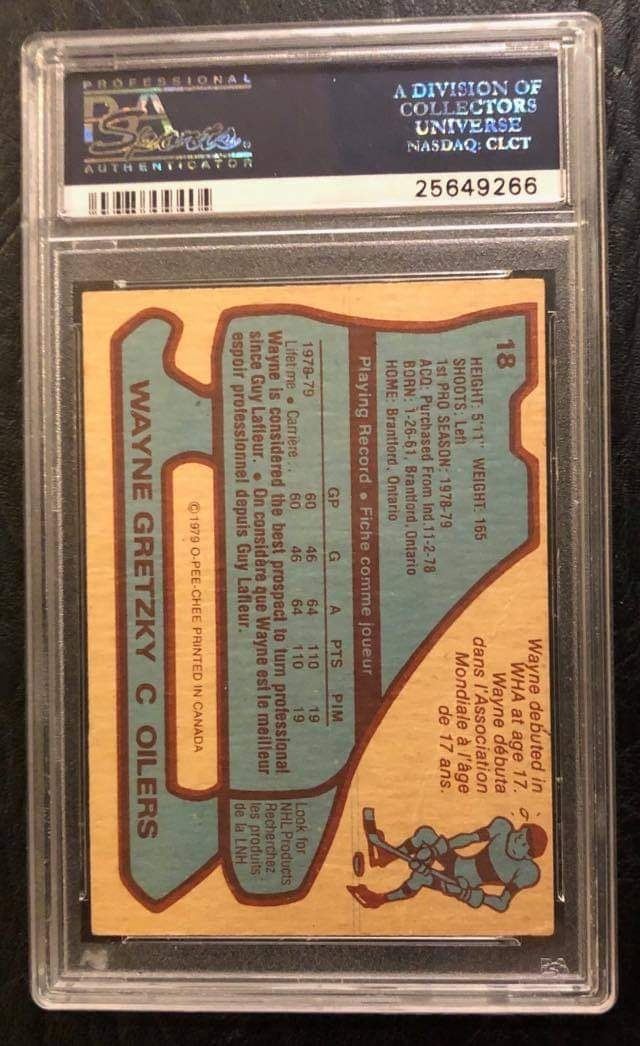 PROFESSIONAL
PSA
Sports
AUTHENTICATOR
A DIVISION OF
COLLECTORS
UNIVERSE
NASDAQ: CLCT
25649266
18
HEIGHT: 5'11" WEIGHT: 165
SHOOTS: Left
1st PRO SEASON: 1978-79
ACQ: Purchased From Ind. 11-2-78
BORN: 1-26-61, Brantford, Ontario
HOME: Brantford, Ontario
Wayne debuted in
WHA at age 17.
Wayne débuta
dans l'Association
Mondiale à l'âge
de 17 ans.
Playing Record • Fiche comme joueur
GP G A PTS PIM
1978-79 60 46 64 110 19
Lifetime • Carrière... 60 46 64 110 19
Wayne is considered the best prospect to turn professional
since Guy Lafleur. • On considère que Wayne est le meilleur
espoir professionnel depuis Guy Lafleur.
Look for
NHL Products
Recherchez
les produits
de la LNH
© 1979 O-PEE-CHEE PRINTED IN CANADA
WAYNE GRETZKY C OILERS
PSA